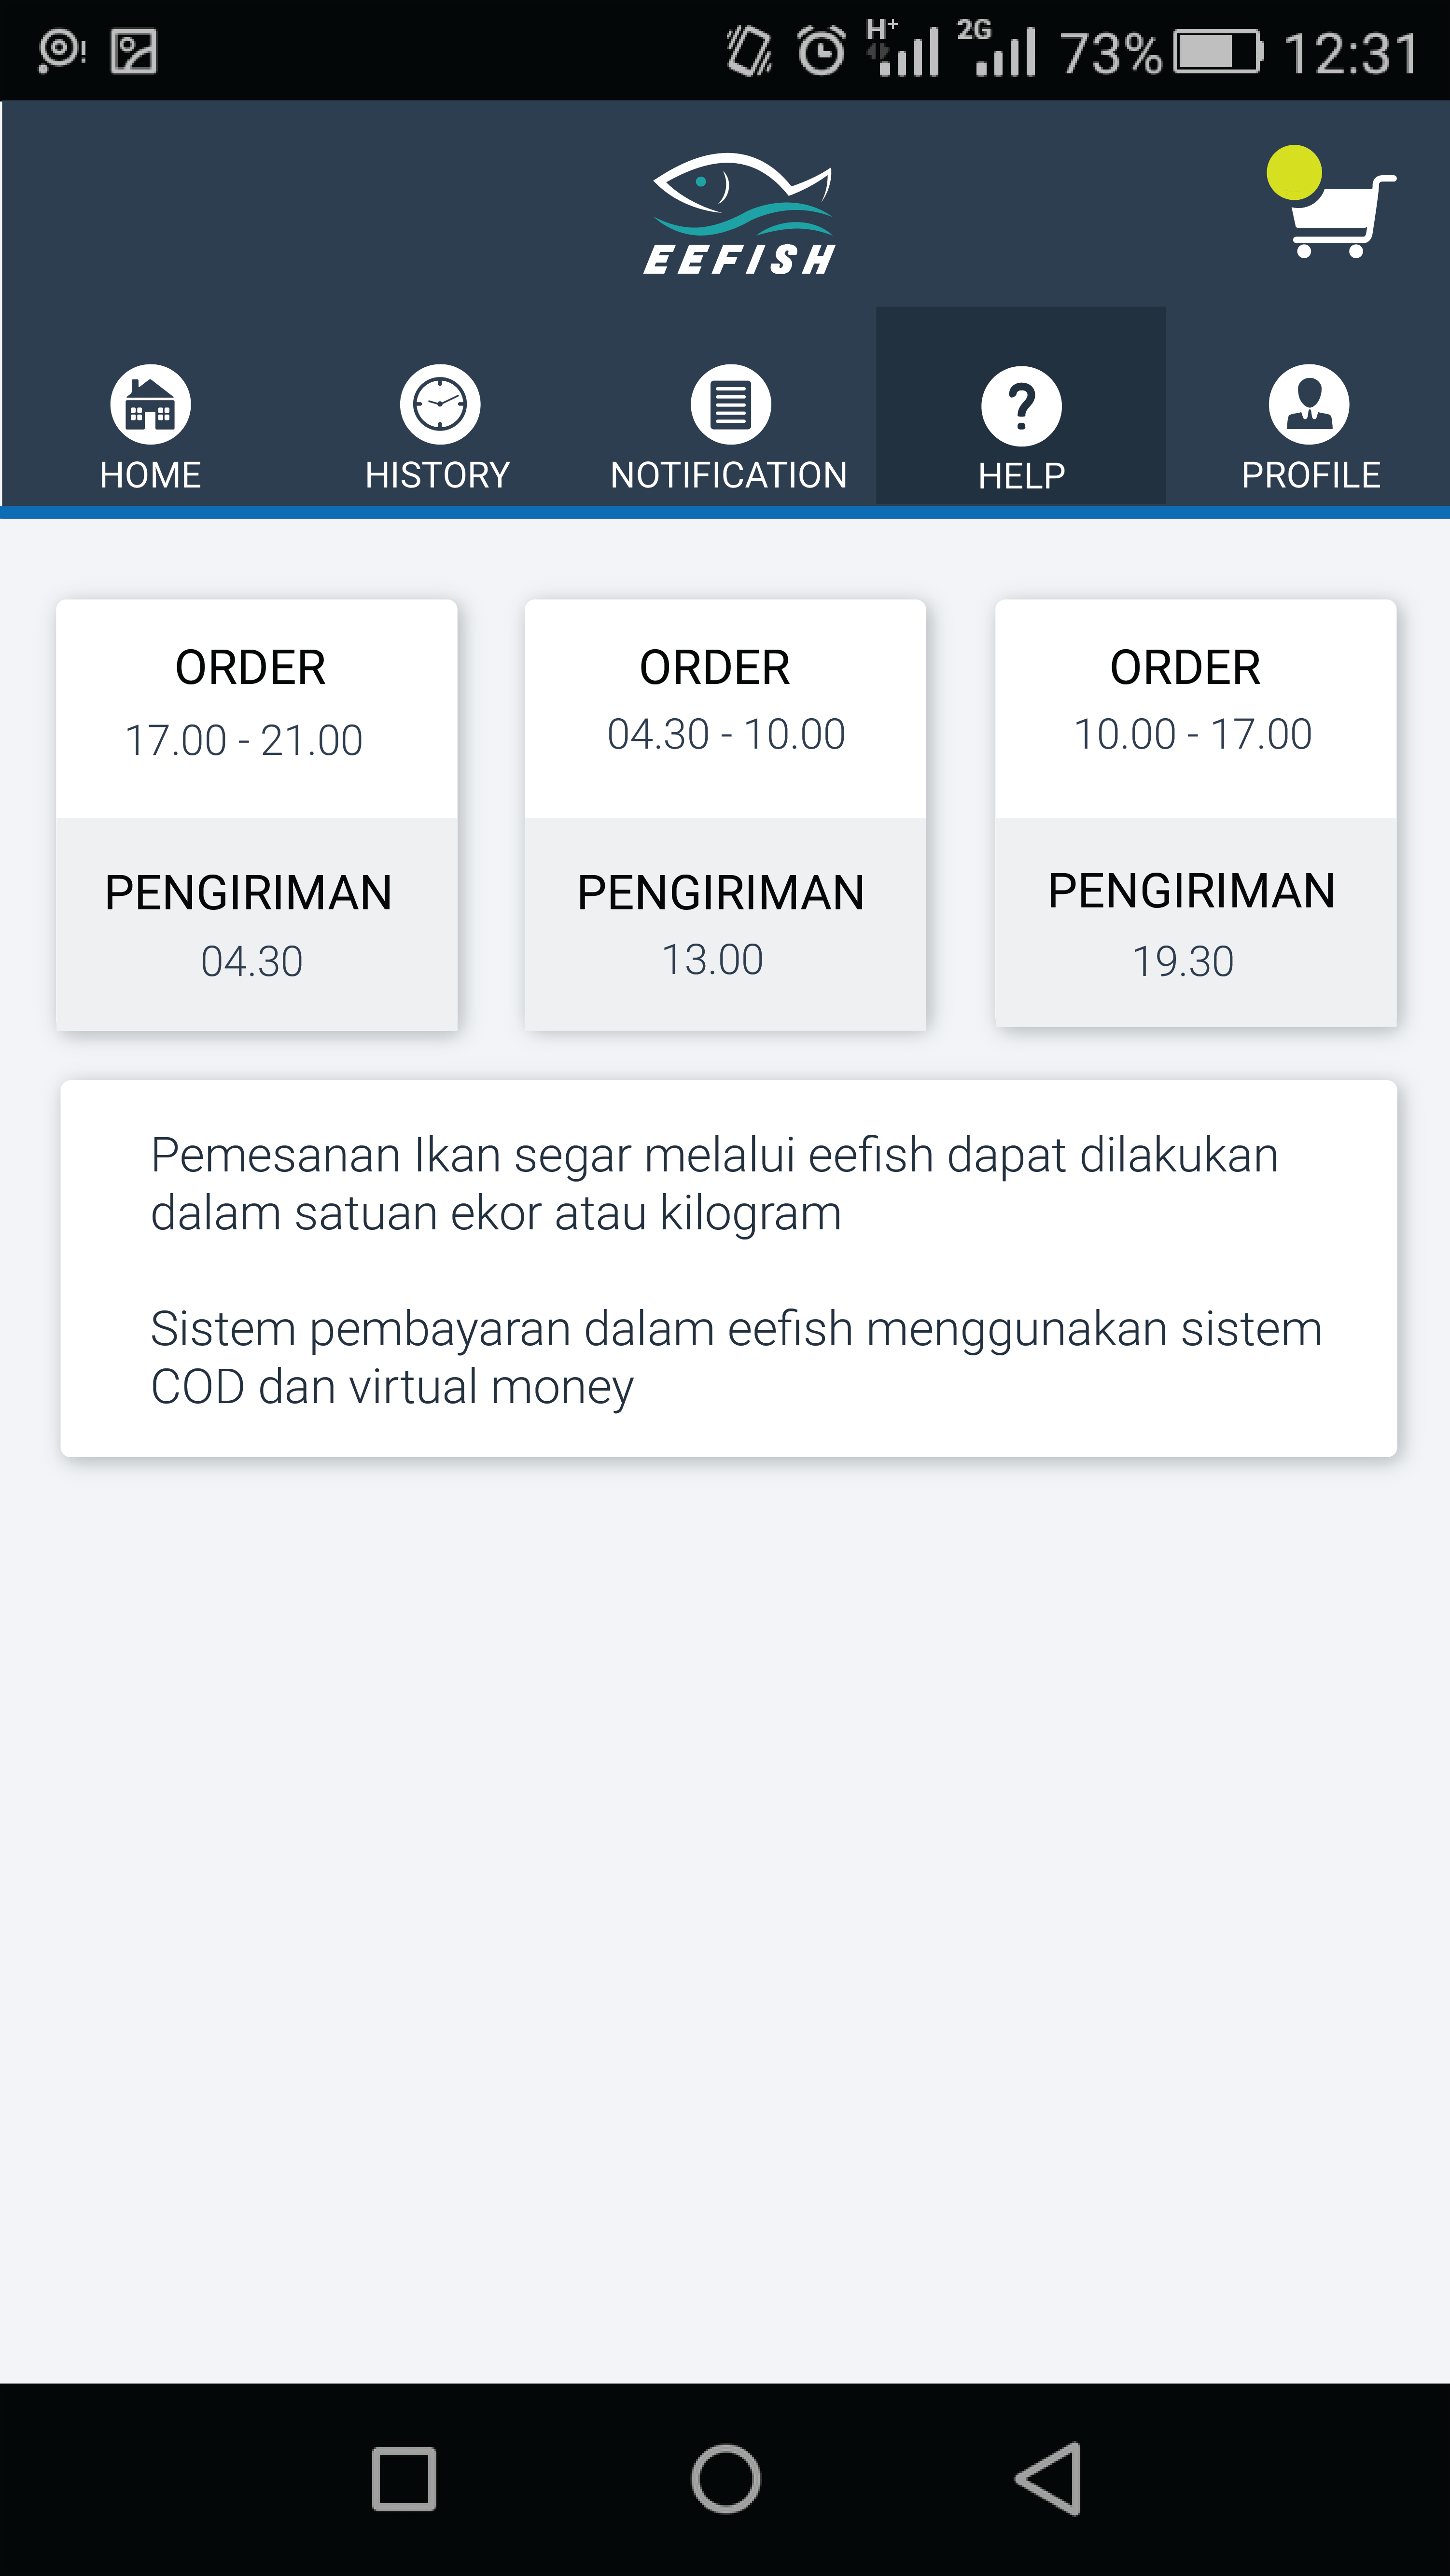 H+ 2G 73% 12:31
EEFISH
HOME HISTORY NOTIFICATION HELP PROFILE
ORDER
17.00 - 21.00
PENGIRIMAN
04.30
ORDER
04.30 - 10.00
PENGIRIMAN
13.00
ORDER
10.00 - 17.00
PENGIRIMAN
19.30
Pemesanan Ikan segar melalui eefish dapat dilakukan
dalam satuan ekor atau kilogram
Sistem pembayaran dalam eefish menggunakan sistem
COD dan virtual money